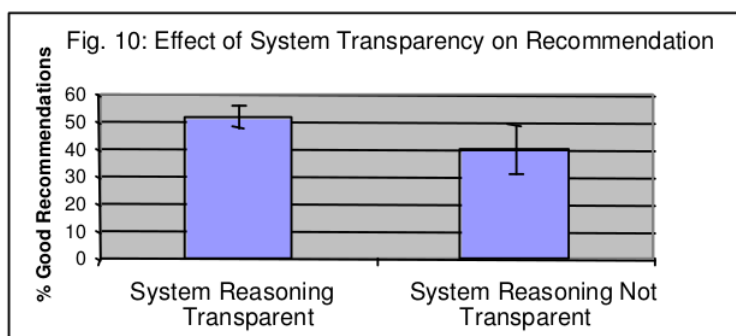 Fig. 10: Effect of System Transparency on Recommendation
% Good Recommendations
60
50
40
30
20
10
0
System Reasoning
Transparent
System Reasoning Not
Transparent